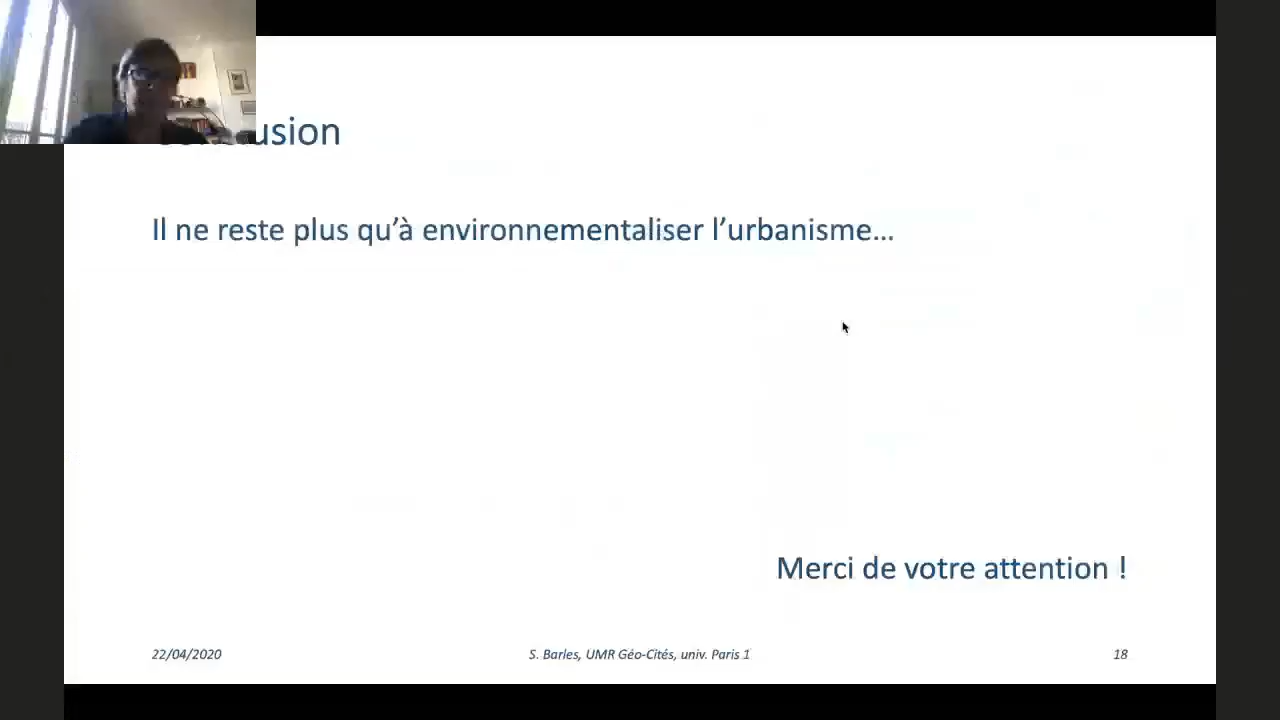 usion
Il ne reste plus qu’à environnementaliser l’urbanisme…
Merci de votre attention !
22/04/2020
S. Barles, UMR Géo-Cités, univ. Paris 1
18